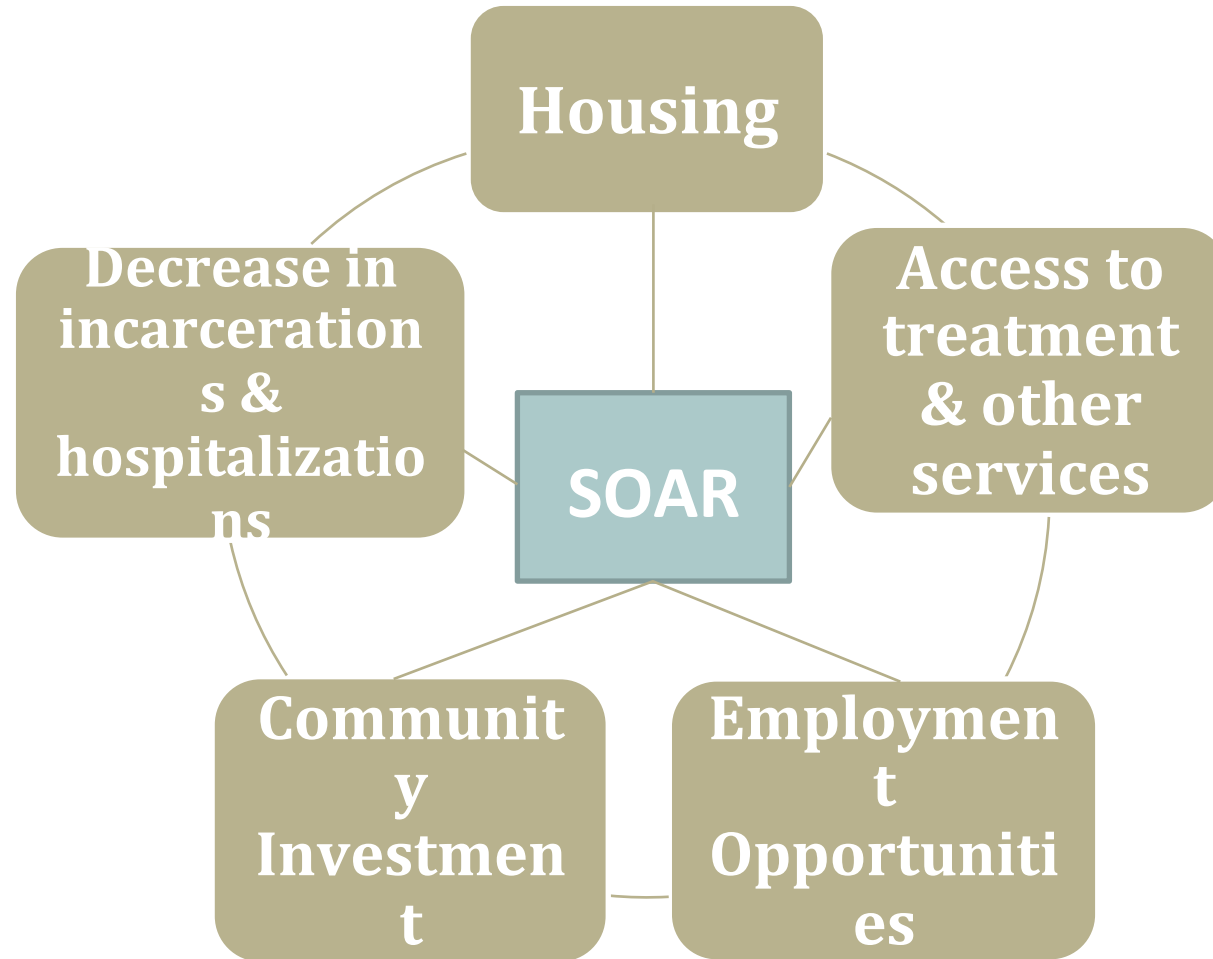 Housing
Decrease in
incarceration
s &
hospitalizatio
ns
Access to
treatment
& other
services
SOAR
Communit
y
Investmen
t
Employmen
t
Opportuniti
es